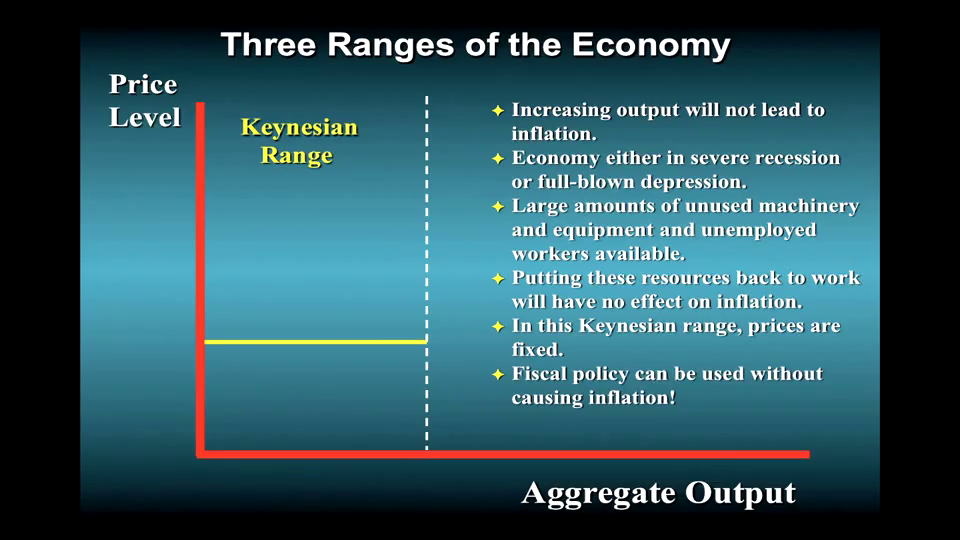 Three Ranges of the Economy
Price
Level
Keynesian
Range
Increasing output will not lead to
inflation.
Economy either in severe recession
or full-blown depression.
Large amounts of unused machinery
and equipment and unemployed
workers available.
Putting these resources back to work
will have no effect on inflation.
In this Keynesian range, prices are
fixed.
Fiscal policy can be used without
causing inflation!
Aggregate Output